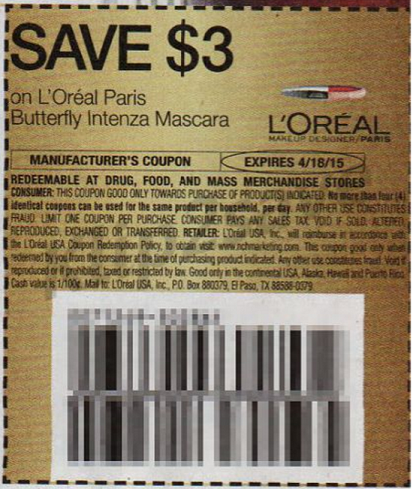 SAVE $3
on L'Oréal Paris
Butterfly Intenza Mascara
L'ORÉAL
MAKEUP DESIGNER/PARIS
MANUFACTURER'S COUPON EXPIRES 4/18/15
REDEEMABLE AT DRUG, FOOD, AND MASS MERCHANDISE STORES
CONSUMER: THIS COUPON GOOD ONLY TOWARDS PURCHASE OF PRODUCT(S) INDICATED. No more than four (4)
identical coupons can be used for the same product per household, per day. ANY OTHER USE CONSTITUTES
FRAUD. LIMIT ONE COUPON PER PURCHASE. CONSUMER PAYS ANY SALES TAX. VOID IF SOLD, ALTERED,
REPRODUCED, EXCHANGED OR TRANSFERRED. RETAILER: L'Oréal USA, Inc., will reimburse in accordance with
the L'Oréal USA Coupon Redemption Policy, to obtain visit: www.nchmarketing.com. This coupon good only when
redeemed by you from the consumer at the time of purchasing product indicated. Any other use constitutes fraud. Void if
reproduced or if prohibited, taxed or restricted by law. Good only in the continental USA, Alaska, Hawaii and Puerto Rico.
Cash value is 1/100¢. Mail to: L'Oréal USA, Inc., P.O. Box 880379, El Paso, TX 88588-0379